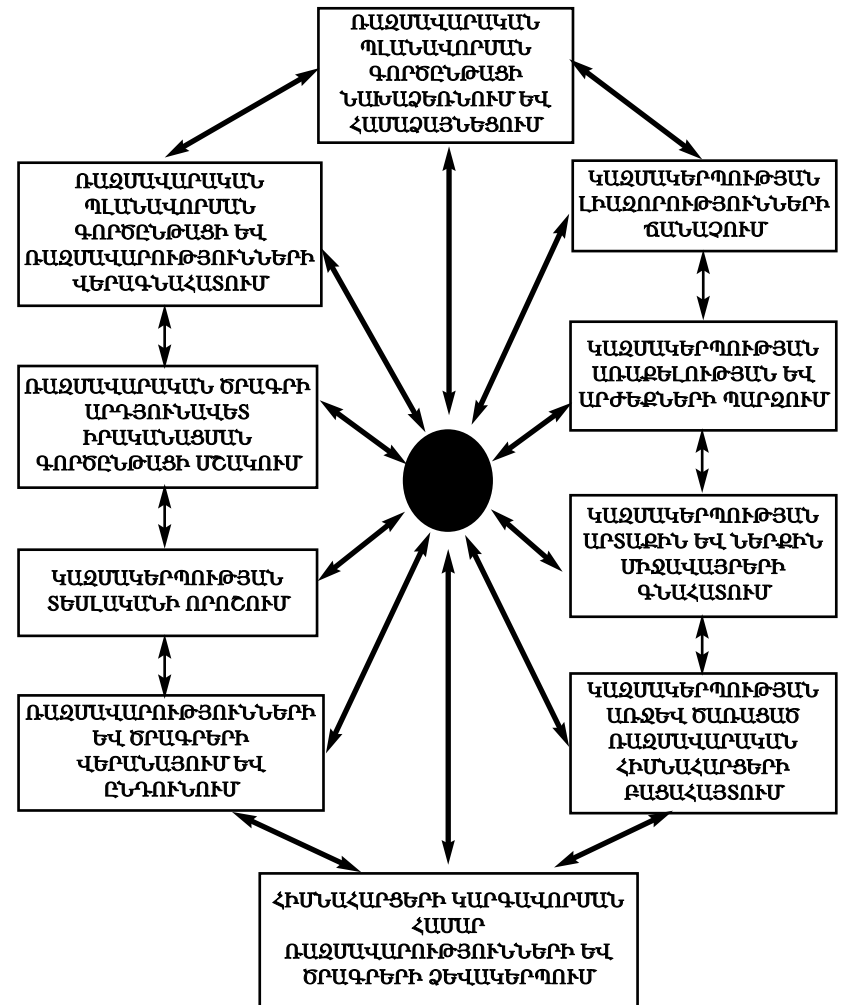 ՌԱԶՄԱՎԱՐԱԿԱՆ
ՊԼԱՆԱՎՈՐՄԱՆ
ԳՈՐԾԸՆԹԱՑԻ
ՆԱԽԱՁԵՌՆՈՒՄ ԵՎ
ՀԱՄԱՁԱՅՆԵՑՈՒՄ
ԿԱԶՄԱԿԵՐՊՈՒԹՅԱՆ
ԼԻԱԶՈՐՈՒԹՅՈՒՆՆԵՐԻ
ՃԱՆԱՉՈՒՄ
ԿԱԶՄԱԿԵՐՊՈՒԹՅԱՆ
ԱՌԱՔԵԼՈՒԹՅԱՆ ԵՎ
ԱՐԺԵՔՆԵՐԻ ՊԱՐԶՈՒՄ
ԿԱԶՄԱԿԵՐՊՈՒԹՅԱՆ
ԱՐՏԱՔԻՆ ԵՎ ՆԵՐՔԻՆ
ՄԻՋԱՎԱՅՐԵՐԻ
ԳՆԱՀԱՏՈՒՄ
ԿԱԶՄԱԿԵՐՊՈՒԹՅԱՆ
ԱՌՋԵՎ ԾԱՌԱՑԱԾ
ՌԱԶՄԱՎԱՐԱԿԱՆ
ՀԻՄՆԱՀԱՐՑԵՐԻ
ԲԱՑԱՀԱՅՏՈՒՄ
ՀԻՄՆԱՀԱՐՑԵՐԻ ԿԱՐԳԱՎՈՐՄԱՆ
ՀԱՄԱՐ
ՌԱԶՄԱՎԱՐՈՒԹՅՈՒՆՆԵՐԻ ԵՎ
ԾՐԱԳՐԵՐԻ ՁԵՎԱԿԵՐՊՈՒՄ
ՌԱԶՄԱՎԱՐՈՒԹՅՈՒՆՆԵՐԻ
ԵՎ ԾՐԱԳՐԵՐԻ
ՎԵՐԱՆԱՅՈՒՄ ԵՎ
ԸՆԴՈՒՆՈՒՄ
ԿԱԶՄԱԿԵՐՊՈՒԹՅԱՆ
ՏԵՍԼԱԿԱՆԻ ՈՐՈՇՈՒՄ
ՌԱԶՄԱՎԱՐԱԿԱՆ ԾՐԱԳՐԻ
ԱՐԴՅՈՒՆԱՎԵՏ
ԻՐԱԿԱՆԱՑՄԱՆ
ԳՈՐԾԸՆԹԱՑԻ ՄՇԱԿՈՒՄ
ՌԱԶՄԱՎԱՐԱԿԱՆ
ՊԼԱՆԱՎՈՐՄԱՆ
ԳՈՐԾԸՆԹԱՑԻ ԵՎ
ՌԱԶՄԱՎԱՐՈՒԹՅՈՒՆՆԵՐԻ
ՎԵՐԱԳՆԱՀԱՏՈՒՄ